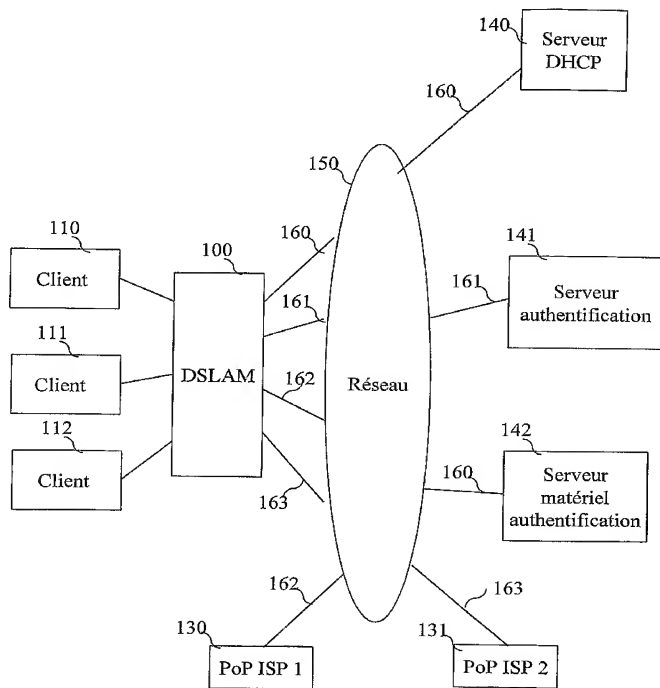 140
Serveur
DHCP
160
150
110
Client
100
160
141
161
Serveur
authentification
161
111
Client
DSLAM
162
Réseau
112
Client
142
160
Serveur
matériel
authentification
163
162
163
130
PoP ISP 1
131
PoP ISP 2